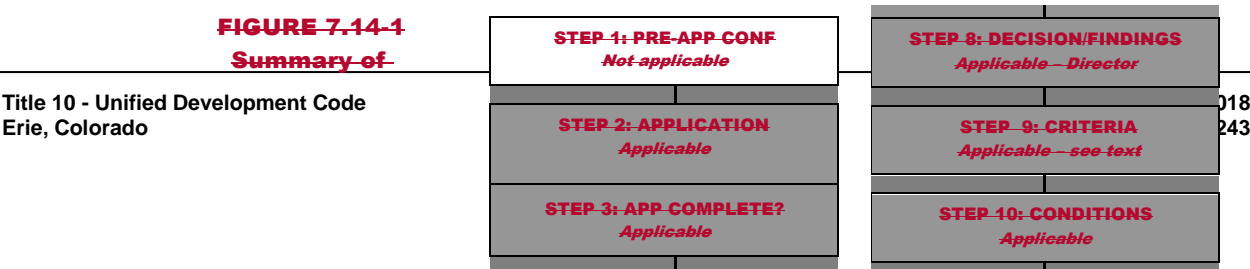 FIGURE 7.14-1
Summary of
STEP 1: PRE-APP CONF
Not applicable
STEP 2: APPLICATION
Applicable
STEP 3: APP COMPLETE?
Applicable
STEP 8: DECISION/FINDINGS
Applicable – Director
STEP 9: CRITERIA
Applicable – see text
STEP 10: CONDITIONS
Applicable
Title 10 - Unified Development Code
Erie, Colorado
018
243